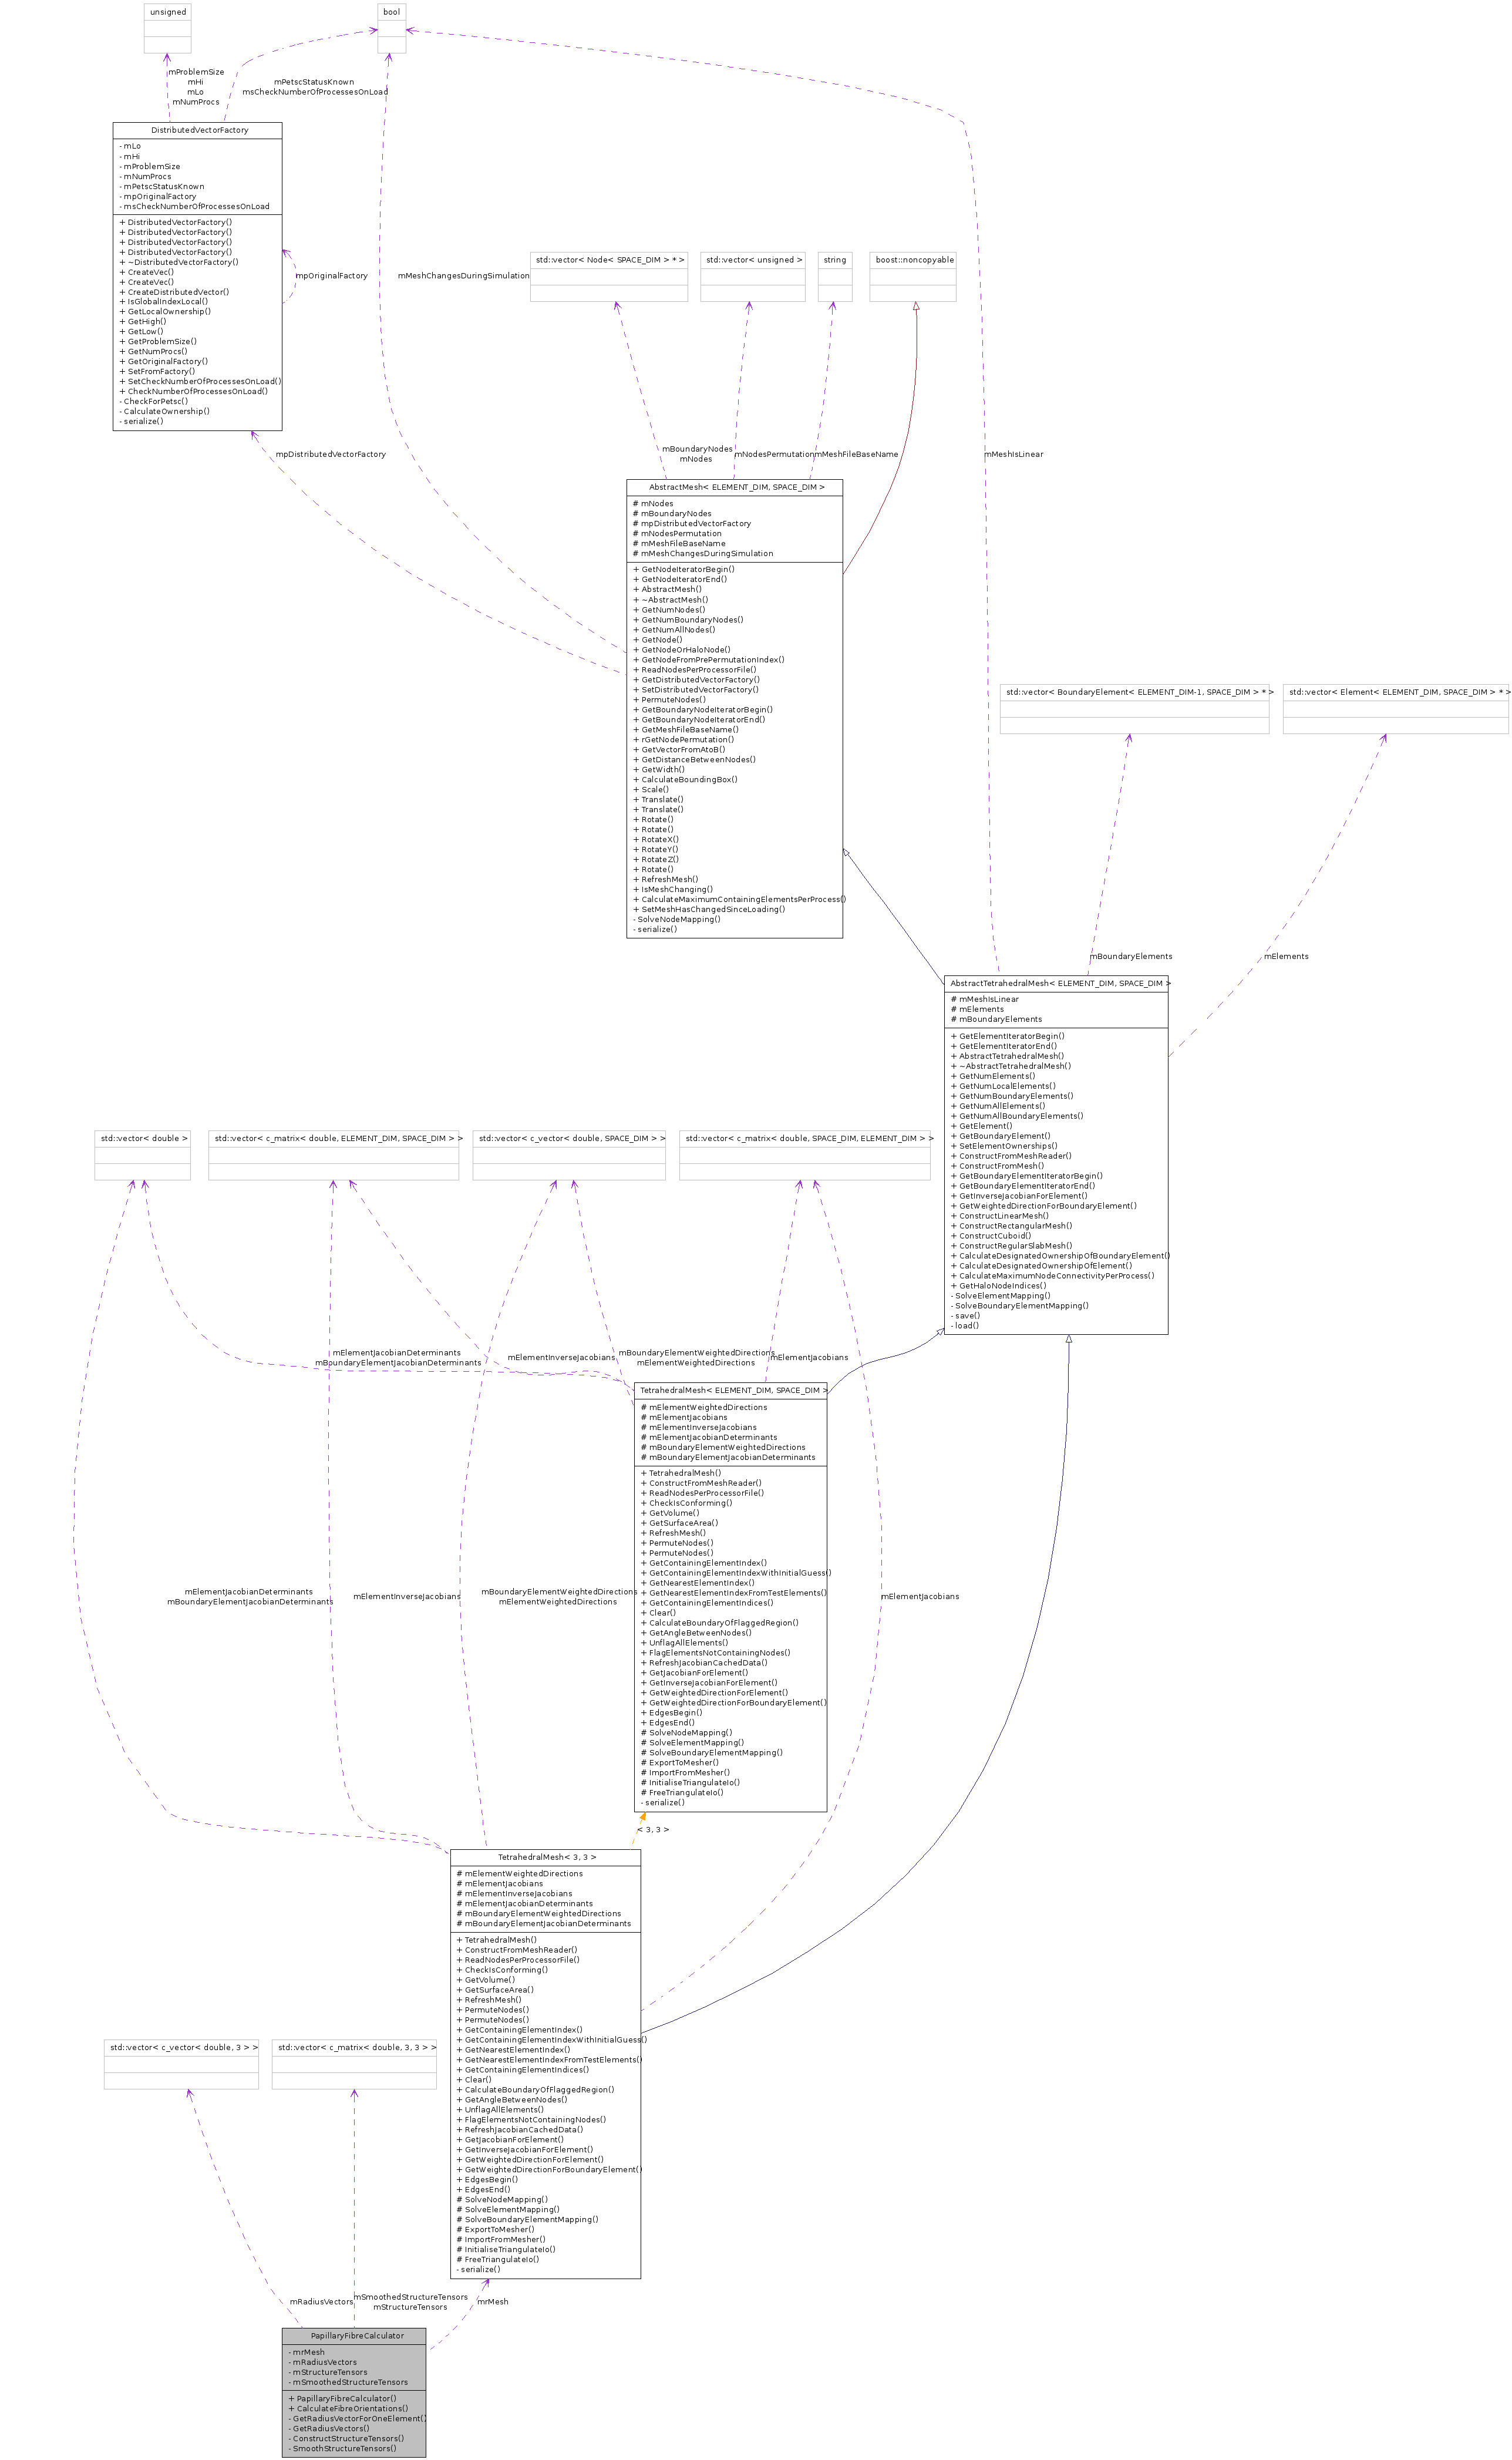 unsigned
bool
mProblemSize
mHi
mLo
mNumProcs
mPetscStatusKnown
msCheckNumberOfProcessesOnLoad
DistributedVectorFactory
- mLo
- mHi
- mProblemSize
- mNumProcs
- mPetscStatusKnown
- mpOriginalFactory
- msCheckNumberOfProcessesOnLoad
+ DistributedVectorFactory()
+ DistributedVectorFactory()
+ DistributedVectorFactory()
+ DistributedVectorFactory()
+ ~DistributedVectorFactory()
+ CreateVec()
+ CreateVec()
+ CreateDistributedVector()
+ IsGlobalIndexLocal()
+ GetLocalOwnership()
+ GetHigh()
+ GetLow()
+ GetProblemSize()
+ GetNumProcs()
+ GetOriginalFactory()
+ SetFromFactory()
+ SetCheckNumberOfProcessesOnLoad()
+ CheckNumberOfProcessesOnLoad()
- CheckForPetsc()
- CalculateOwnership()
- serialize()
mpOriginalFactory
mMeshChangesDuringSimulation
std::vector< Node< SPACE_DIM > * >
std::vector< unsigned >
string
boost::noncopyable
mpDistributedVectorFactory
mBoundaryNodes
mNodes
mNodesPermutation
mMeshFileBaseName
mMeshIsLinear
AbstractMesh< ELEMENT_DIM, SPACE_DIM >
# mNodes
# mBoundaryNodes
# mpDistributedVectorFactory
# mNodesPermutation
# mMeshFileBaseName
# mMeshChangesDuringSimulation
+ GetNodeIteratorBegin()
+ GetNodeIteratorEnd()
+ AbstractMesh()
+ ~AbstractMesh()
+ GetNumNodes()
+ GetNumBoundaryNodes()
+ GetNumAllNodes()
+ GetNode()
+ GetNodeOrHaloNode()
+ GetNodeFromPrePermutationIndex()
+ ReadNodesPerProcessorFile()
+ GetDistributedVectorFactory()
+ SetDistributedVectorFactory()
+ PermuteNodes()
+ GetBoundaryNodeIteratorBegin()
+ GetBoundaryNodeIteratorEnd()
+ GetMeshFileBaseName()
+ rGetNodePermutation()
+ GetVectorFromAtoB()
+ GetDistanceBetweenNodes()
+ GetWidth()
+ CalculateBoundingBox()
+ Scale()
+ Translate()
+ Translate()
+ Rotate()
+ Rotate()
+ RotateX()
+ RotateY()
+ RotateZ()
+ Rotate()
+ RefreshMesh()
+ IsMeshChanging()
+ CalculateMaximumContainingElementsPerProcess()
+ SetMeshHasChangedSinceLoading()
- SolveNodeMapping()
- serialize()
std::vector< BoundaryElement< ELEMENT_DIM-1, SPACE_DIM > * >
std::vector< Element< ELEMENT_DIM, SPACE_DIM > * >
mBoundaryElements
mElements
AbstractTetrahedralMesh< ELEMENT_DIM, SPACE_DIM >
# mMeshIsLinear
# mElements
# mBoundaryElements
+ GetElementIteratorBegin()
+ GetElementIteratorEnd()
+ AbstractTetrahedralMesh()
+ ~AbstractTetrahedralMesh()
+ GetNumElements()
+ GetNumLocalElements()
+ GetNumBoundaryElements()
+ GetNumAllElements()
+ GetNumAllBoundaryElements()
+ GetElement()
+ GetBoundaryElement()
+ SetElementOwnerships()
+ ConstructFromMeshReader()
+ ConstructFromMesh()
+ GetBoundaryElementIteratorBegin()
+ GetBoundaryElementIteratorEnd()
+ GetInverseJacobianForElement()
+ GetWeightedDirectionForBoundaryElement()
+ ConstructLinearMesh()
+ ConstructRectangularMesh()
+ ConstructCuboid()
+ ConstructRegularSlabMesh()
+ CalculateDesignatedOwnershipOfBoundaryElement()
+ CalculateDesignatedOwnershipOfElement()
+ CalculateMaximumNodeConnectivityPerProcess()
+ GetHaloNodeIndices()
- SolveElementMapping()
- SolveBoundaryElementMapping()
- save()
- load()
std::vector< double >
std::vector< c_matrix< double, ELEMENT_DIM, SPACE_DIM > >
std::vector< c_vector< double, SPACE_DIM > >
std::vector< c_matrix< double, SPACE_DIM, ELEMENT_DIM > >
mElementJacobianDeterminants
mBoundaryElementJacobianDeterminants
mElementInverseJacobians
mBoundaryElementWeightedDirections
mElementWeightedDirections
mElementJacobians
TetrahedralMesh< ELEMENT_DIM, SPACE_DIM >
# mElementWeightedDirections
# mElementJacobians
# mElementInverseJacobians
# mElementJacobianDeterminants
# mBoundaryElementWeightedDirections
# mBoundaryElementJacobianDeterminants
+ TetrahedralMesh()
+ ConstructFromMeshReader()
+ ReadNodesPerProcessorFile()
+ CheckIsConforming()
+ GetVolume()
+ GetSurfaceArea()
+ RefreshMesh()
+ PermuteNodes()
+ PermuteNodes()
+ GetContainingElementIndex()
+ GetContainingElementIndexWithInitialGuess()
+ GetNearestElementIndex()
+ GetNearestElementIndexFromTestElements()
+ GetContainingElementIndices()
+ Clear()
+ CalculateBoundaryOfFlaggedRegion()
+ GetAngleBetweenNodes()
+ UnflagAllElements()
+ FlagElementsNotContainingNodes()
+ RefreshJacobianCachedData()
+ GetJacobianForElement()
+ GetInverseJacobianForElement()
+ GetWeightedDirectionForElement()
+ GetWeightedDirectionForBoundaryElement()
+ EdgesBegin()
+ EdgesEnd()
# SolveNodeMapping()
# SolveElementMapping()
# SolveBoundaryElementMapping()
# ExportToMesher()
# ImportFromMesher()
# InitialiseTriangulateIo()
# FreeTriangulateIo()
- serialize()
mElementJacobianDeterminants
mBoundaryElementJacobianDeterminants
mElementInverseJacobians
mBoundaryElementWeightedDirections
mElementWeightedDirections
mElementJacobians
< 3, 3 >
TetrahedralMesh< 3, 3 >
# mElementWeightedDirections
# mElementJacobians
# mElementInverseJacobians
# mElementJacobianDeterminants
# mBoundaryElementWeightedDirections
# mBoundaryElementJacobianDeterminants
+ TetrahedralMesh()
+ ConstructFromMeshReader()
+ ReadNodesPerProcessorFile()
+ CheckIsConforming()
+ GetVolume()
+ GetSurfaceArea()
+ RefreshMesh()
+ PermuteNodes()
+ PermuteNodes()
+ GetContainingElementIndex()
+ GetContainingElementIndexWithInitialGuess()
+ GetNearestElementIndex()
+ GetNearestElementIndexFromTestElements()
+ GetContainingElementIndices()
+ Clear()
+ CalculateBoundaryOfFlaggedRegion()
+ GetAngleBetweenNodes()
+ UnflagAllElements()
+ FlagElementsNotContainingNodes()
+ RefreshJacobianCachedData()
+ GetJacobianForElement()
+ GetInverseJacobianForElement()
+ GetWeightedDirectionForElement()
+ GetWeightedDirectionForBoundaryElement()
+ EdgesBegin()
+ EdgesEnd()
# SolveNodeMapping()
# SolveElementMapping()
# SolveBoundaryElementMapping()
# ExportToMesher()
# ImportFromMesher()
# InitialiseTriangulateIo()
# FreeTriangulateIo()
- serialize()
std::vector< c_vector< double, 3 > >
std::vector< c_matrix< double, 3, 3 > >
mRadiusVectors
mSmoothedStructureTensors
mStructureTensors
mrMesh
PapillaryFibreCalculator
- mrMesh
- mRadiusVectors
- mStructureTensors
- mSmoothedStructureTensors
+ PapillaryFibreCalculator()
+ CalculateFibreOrientations()
- GetRadiusVectorForOneElement()
- GetRadiusVectors()
- ConstructStructureTensors()
- SmoothStructureTensors()